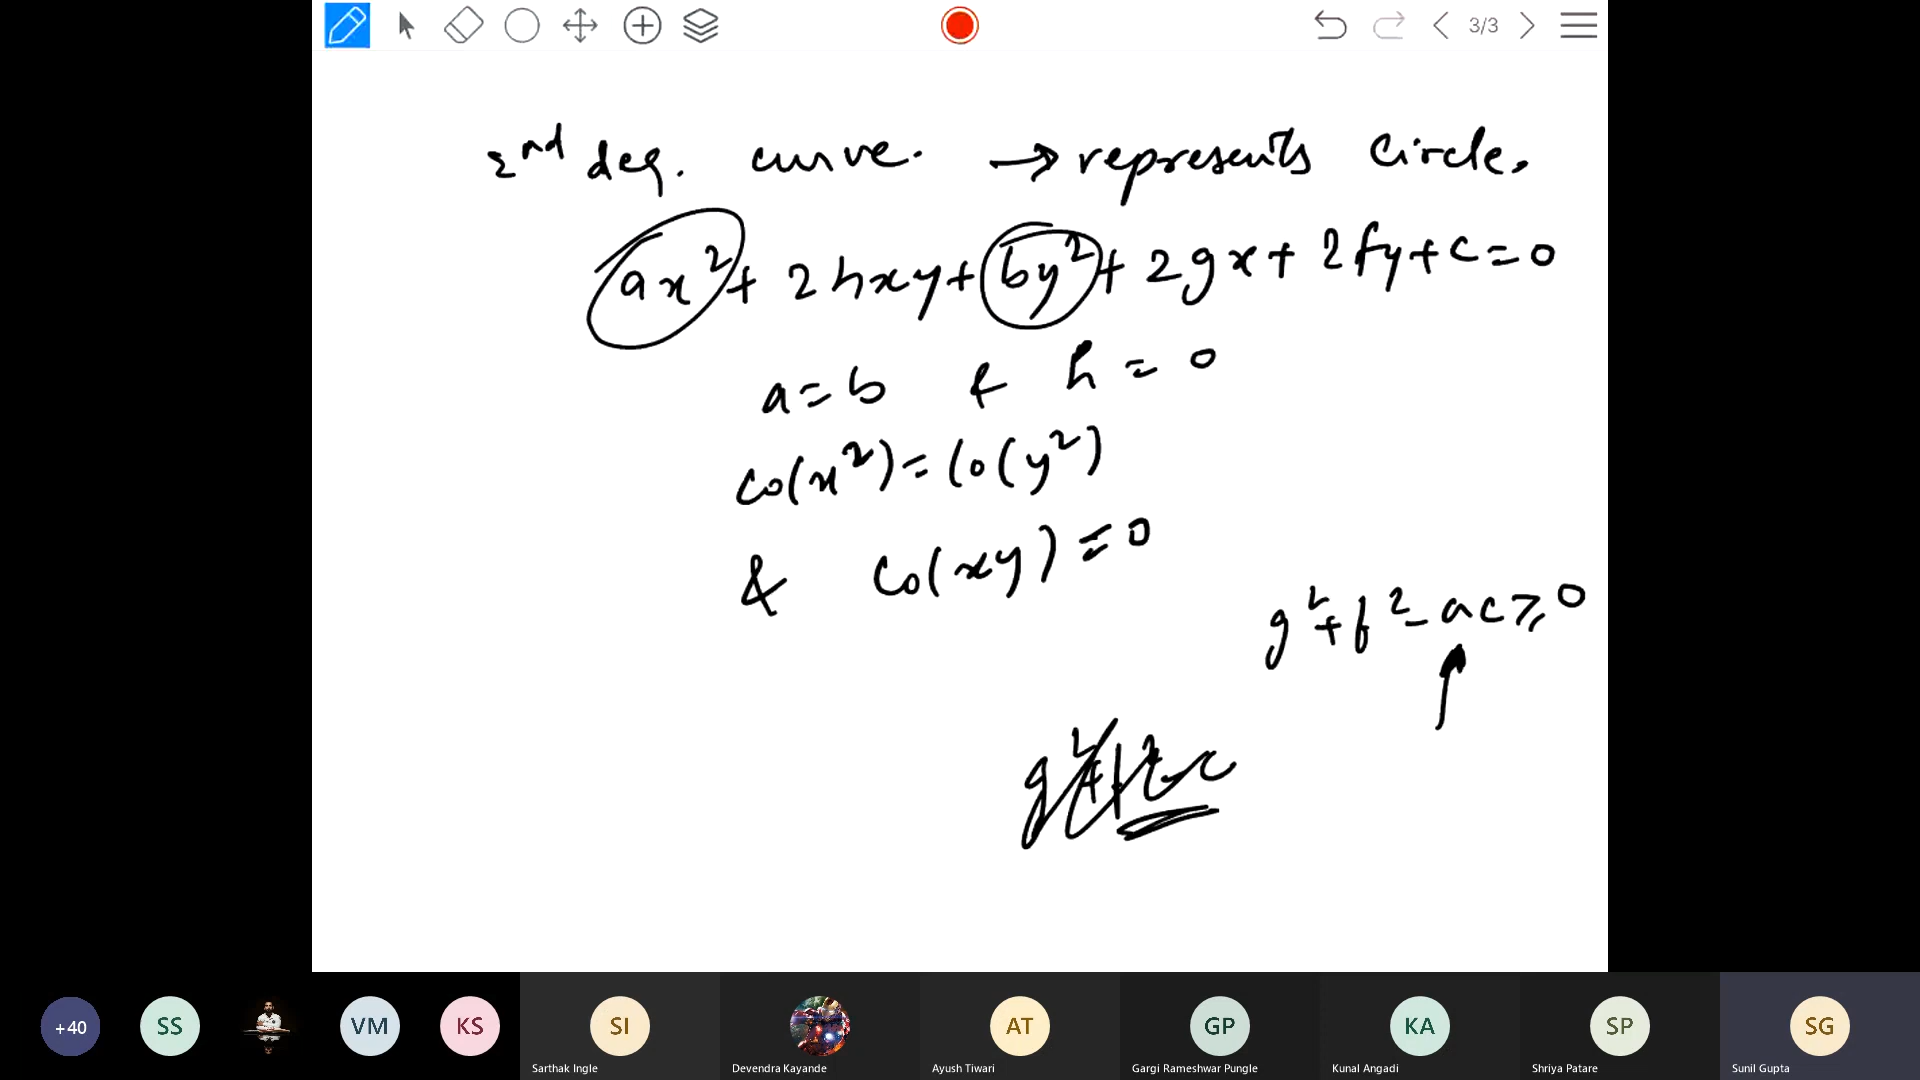 3/3
2nd deg. curve. → represents Circle.
ax² + 2hxy + by² + 2gx + 2fy + c = 0
a = b & h = 0
co(x²) = co(y²)
& co(xy) = 0
g² + f² - ac ≥ 0
+40 SS VM KS SI AT GP KA SP SG
Sarthak Ingle Devendra Kayande Ayush Tiwari Gargi Rameshwar Pungle Kunal Angadi Shriya Patare Sunil Gupta